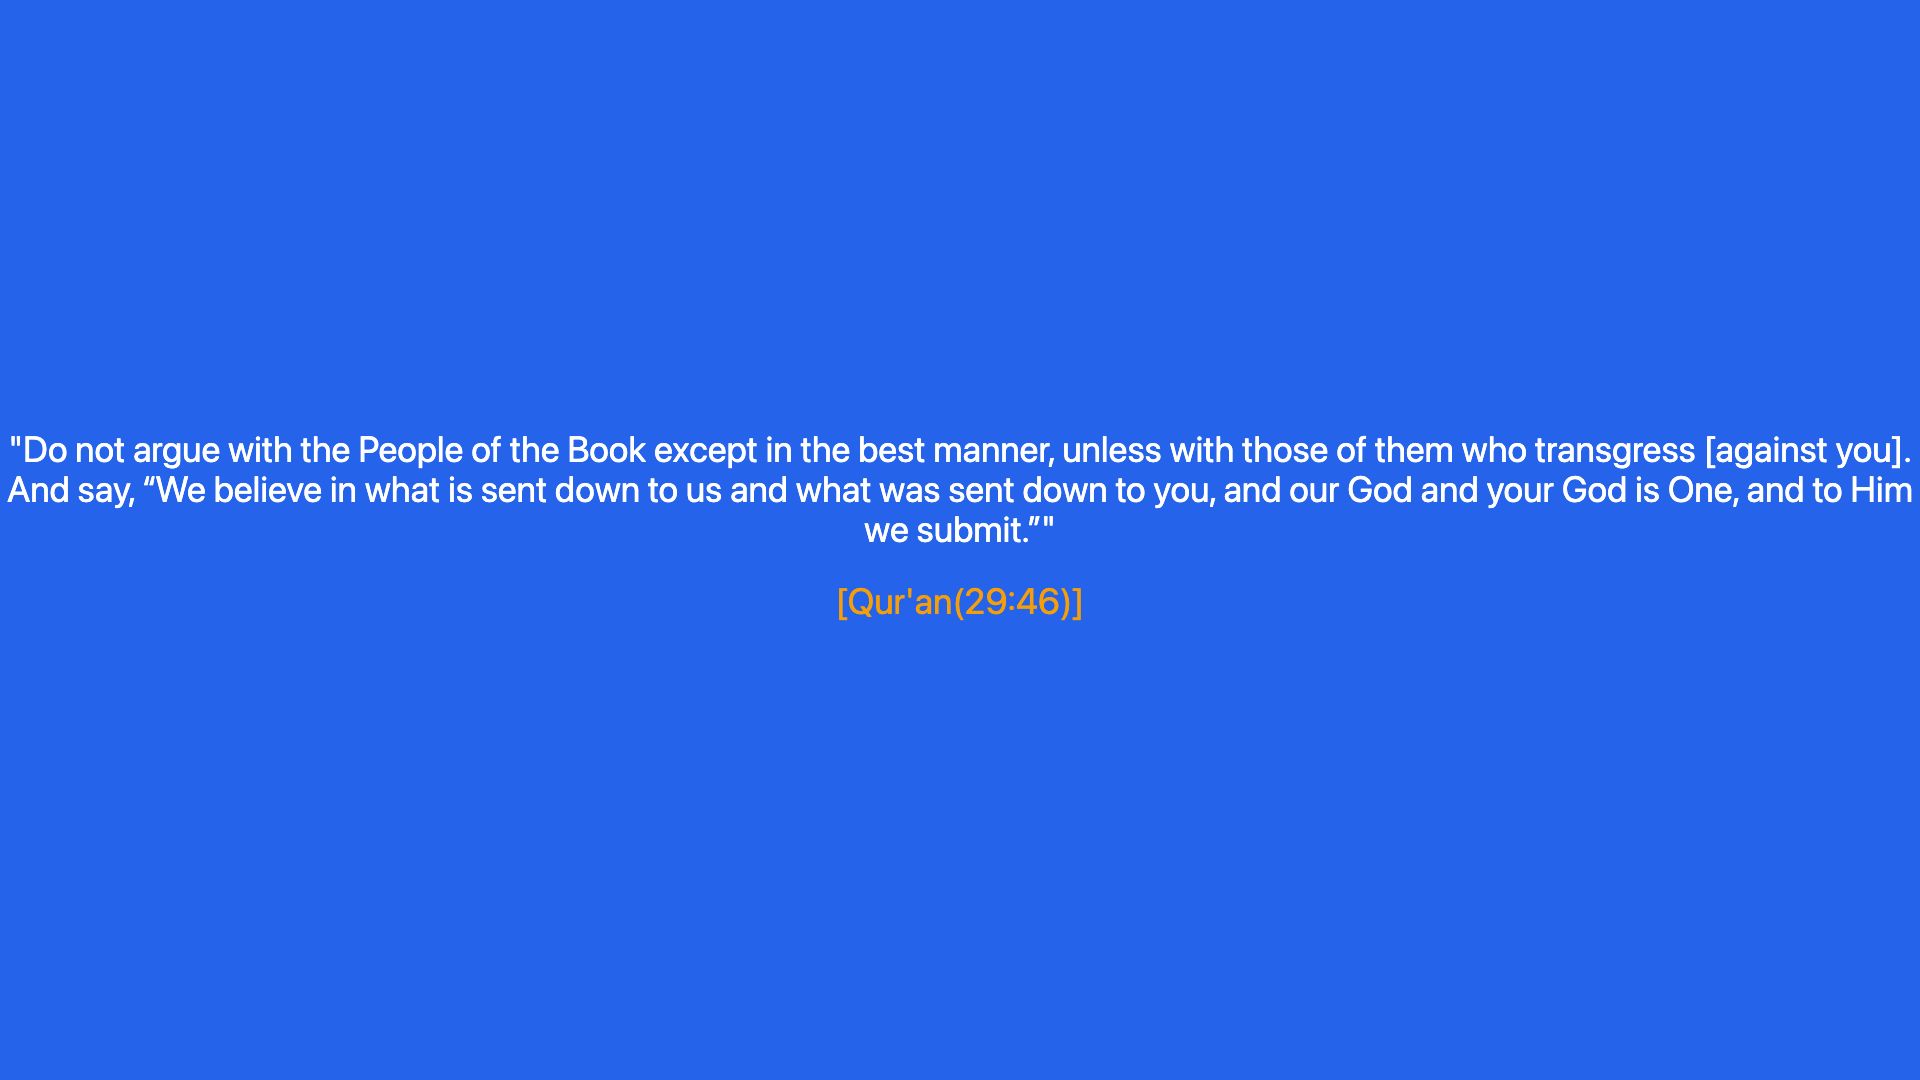 "Do not argue with the People of the Book except in the best manner, unless with those of them who transgress [against you].
And say, “We believe in what is sent down to us and what was sent down to you, and our God and your God is One, and to Him
we submit.”"
[Qur'an(29:46)]